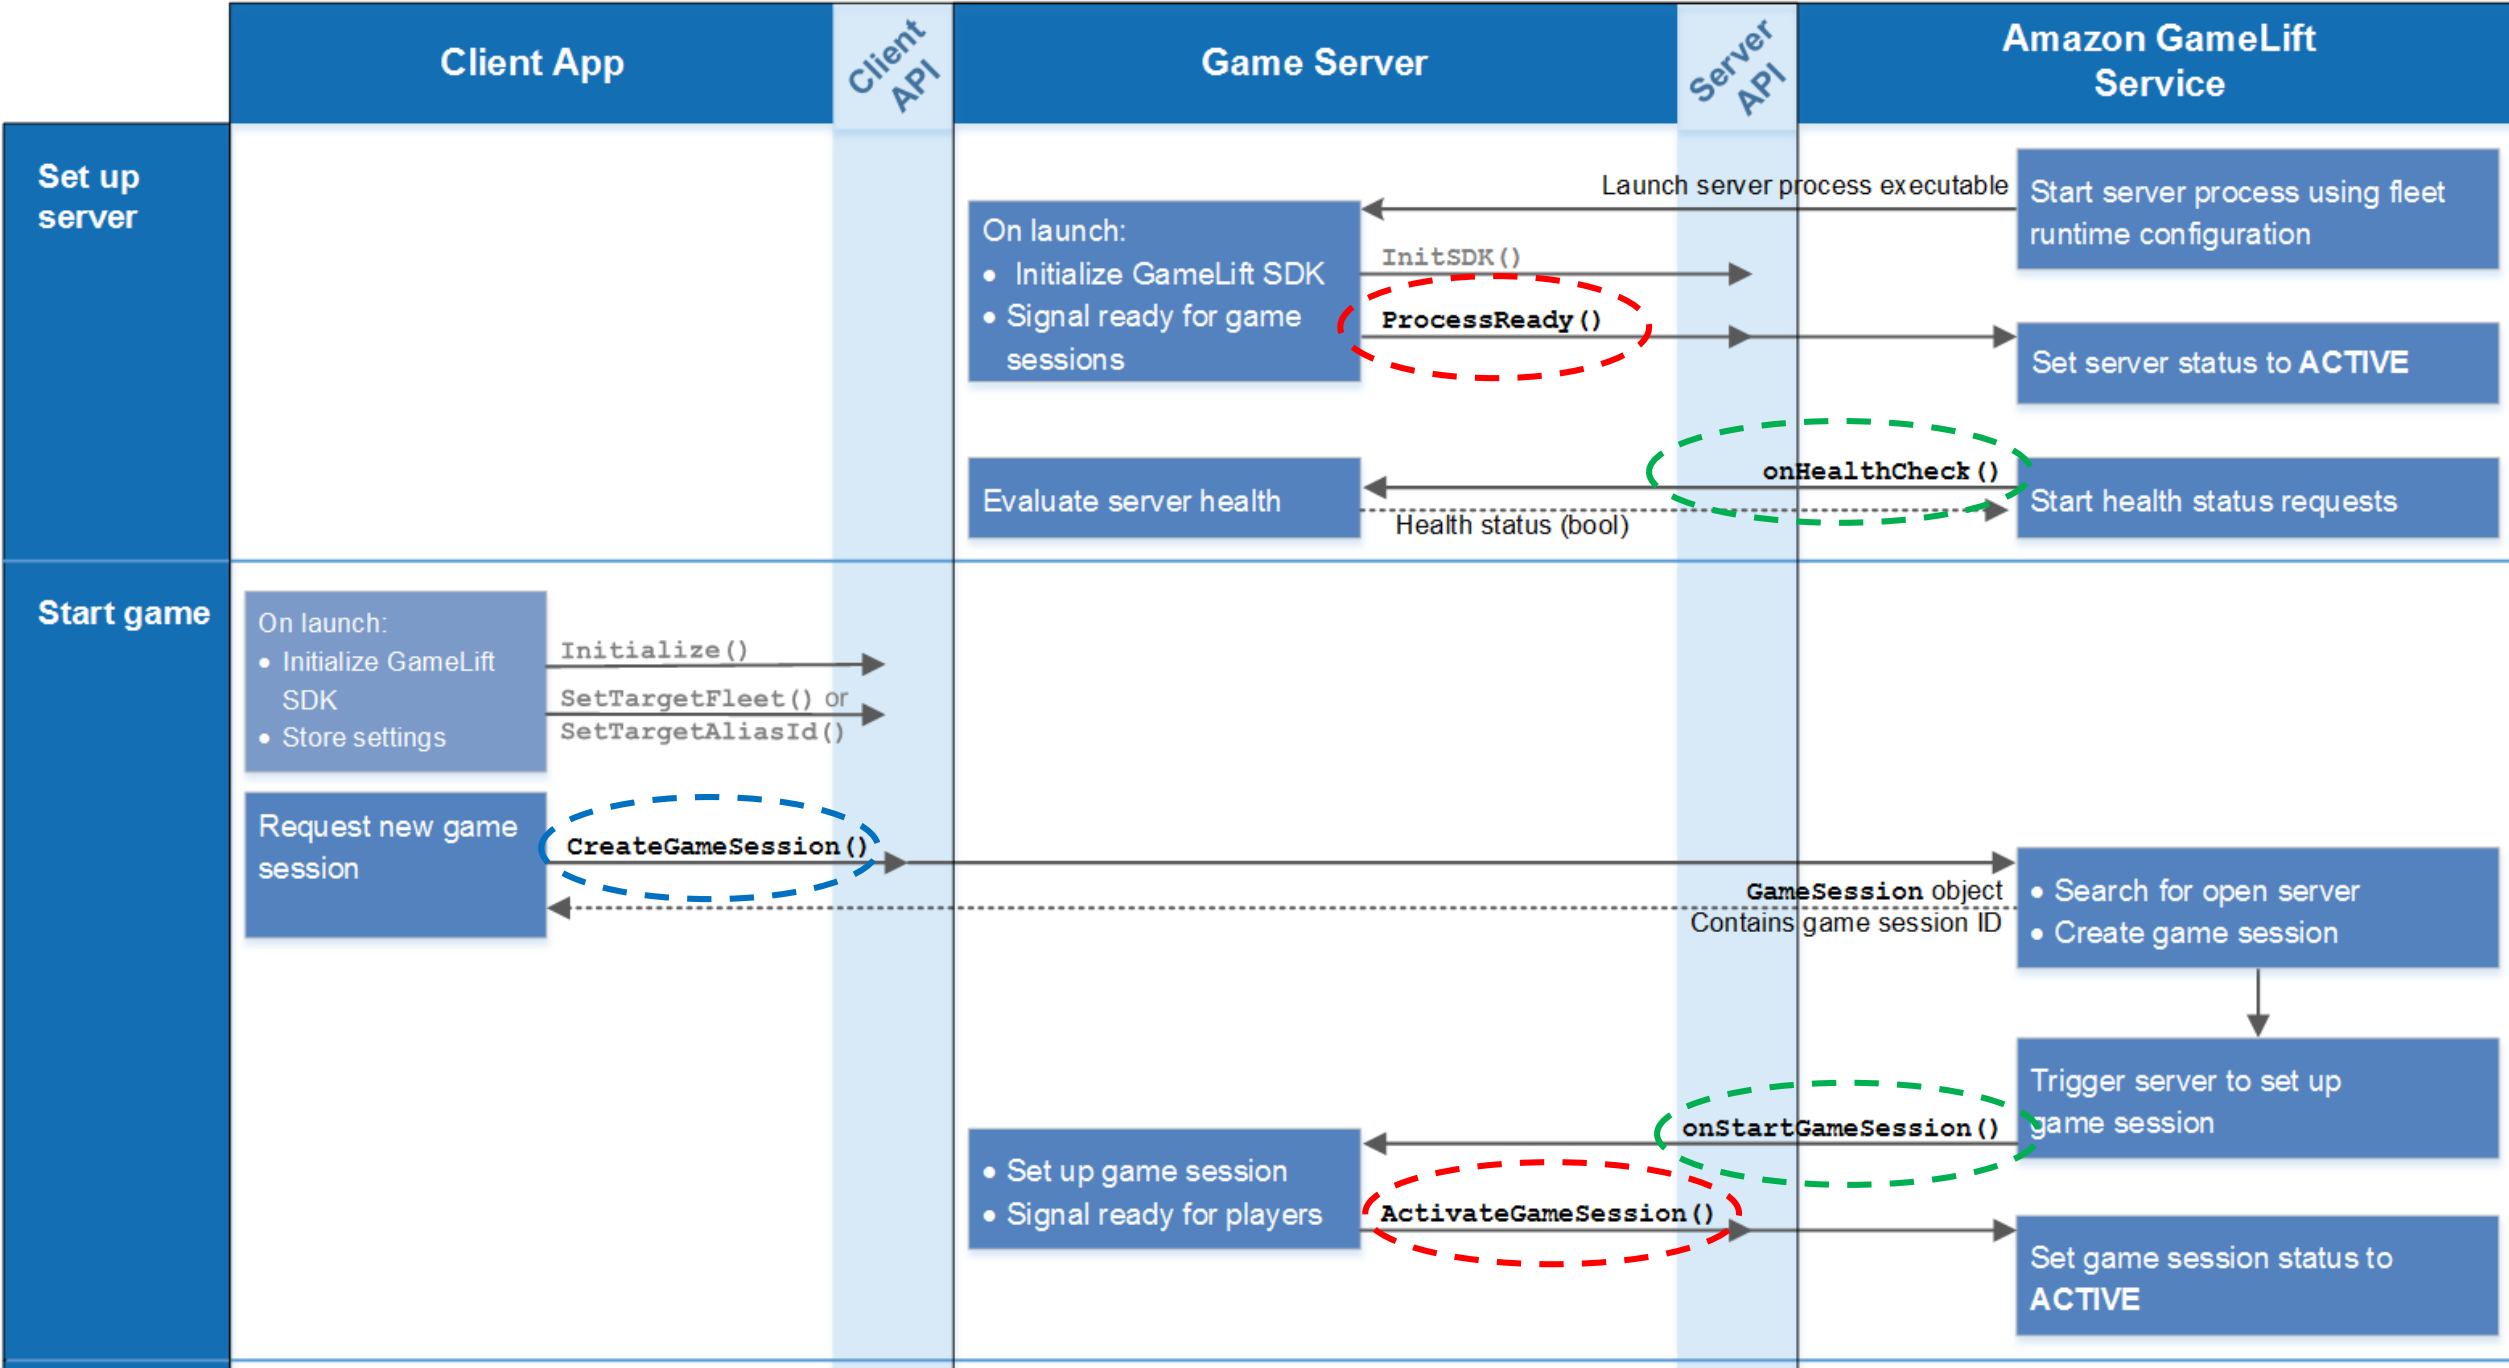 Client App
Client
API
Game Server
Server
API
Amazon GameLift
Service
Set up
server
Launch server process executable
Start server process using fleet
runtime configuration
On launch:
• Initialize GameLift SDK
• Signal ready for game
sessions
InitSDK()
ProcessReady()
Set server status to ACTIVE
Evaluate server health
onHealthCheck()
Health status (bool)
Start health status requests
Start game
On launch:
• Initialize GameLift
SDK
• Store settings
Initialize()
SetTargetFleet() or
SetTargetAliasId()
Request new game
session
CreateGameSession()
GameSession object
Contains game session ID
• Search for open server
• Create game session
Trigger server to set up
game session
onStartGameSession()
• Set up game session
• Signal ready for players
ActivateGameSession()
Set game session status to
ACTIVE